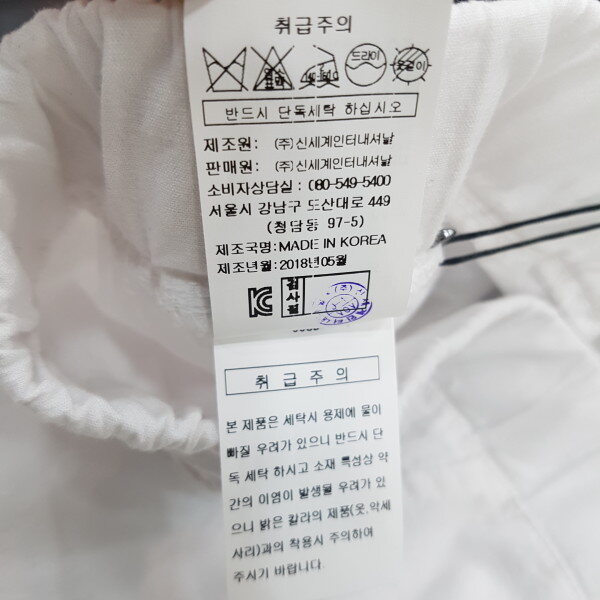 취급주의
드라이
옷걸이
반드시 단독세탁 하십시오
제조원: (주)신세계인터내셔날
판매원: (주)신세계인터내셔날
소비자상담실: 080-549-5400
서울시 강남구 도산대로 449
(청담동 97-5)
제조국명: MADE IN KOREA
제조년월: 2018년05월
검사필
취급주의
본 제품은 세탁시 용제에 물이
빠질 우려가 있으니 반드시 단
독 세탁 하시고 소재 특성상 약
간의 이염이 발생될 우려가 있
으니 밝은 칼라의 제품(옷,악세
사리)과의 착용시 주의하여
주시기 바랍니다.